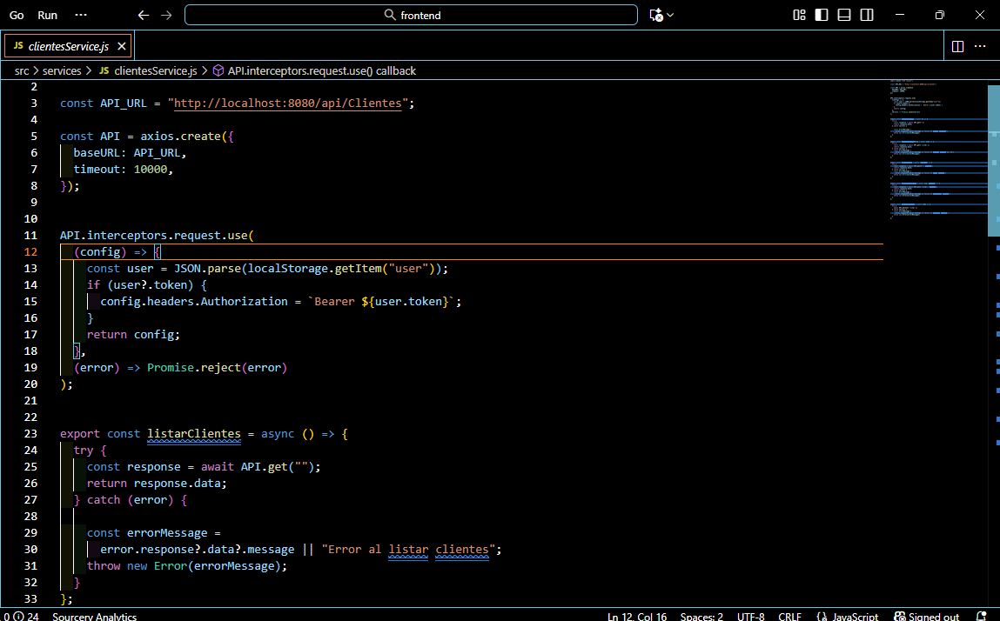 Go Run ··· frontend
JS clientesService.js
src > services > JS clientesService.js > API.interceptors.request.use() callback
2
3 const API_URL = "http://localhost:8080/api/Clientes";
4
5 const API = axios.create({
6 baseURL: API_URL,
7 timeout: 10000,
8 });
9
10
11 API.interceptors.request.use(
12 (config) => {
13 const user = JSON.parse(localStorage.getItem("user"));
14 if (user?.token) {
15 config.headers.Authorization = `Bearer ${user.token}`;
16 }
17 return config;
18 },
19 (error) => Promise.reject(error)
20 );
21
22
23 export const listarClientes = async () => {
24 try {
25 const response = await API.get("");
26 return response.data;
27 } catch (error) {
28
29 const errorMessage =
30 error.response?.data?.message || "Error al listar clientes";
31 throw new Error(errorMessage);
32 }
33 };
0 24 Sourcery Analytics Ln 12, Col 16 Spaces: 2 UTF-8 CRLF {} JavaScript Signed out